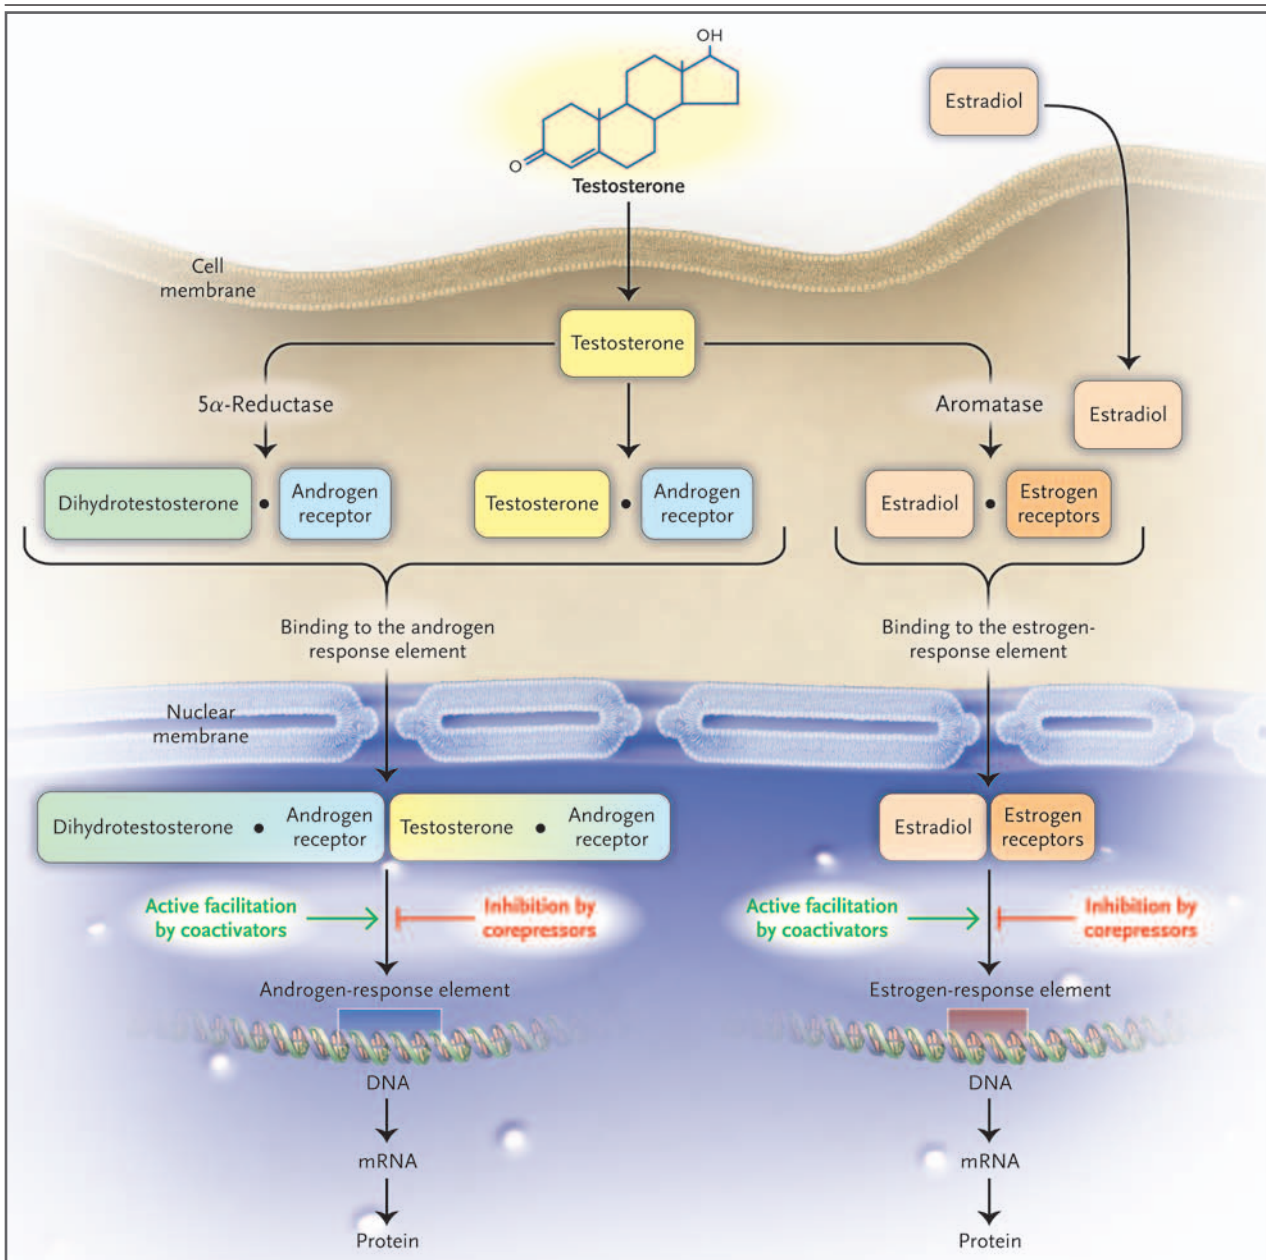 OH
Estradiol
O
Testosterone
Cell
membrane
Testosterone
5α-Reductase
Aromatase
Estradiol
Dihydrotestosterone • Androgen
receptor
Testosterone • Androgen
receptor
Estradiol • Estrogen
receptors
Binding to the androgen
response element
Binding to the estrogen-
response element
Nuclear
membrane
Dihydrotestosterone • Androgen
receptor
Testosterone • Androgen
receptor
Estradiol
Estrogen
receptors
Active facilitation
by coactivators
Inhibition by
corepressors
Active facilitation
by coactivators
Inhibition by
corepressors
Androgen-response element
Estrogen-response element
DNA
DNA
mRNA
mRNA
Protein
Protein